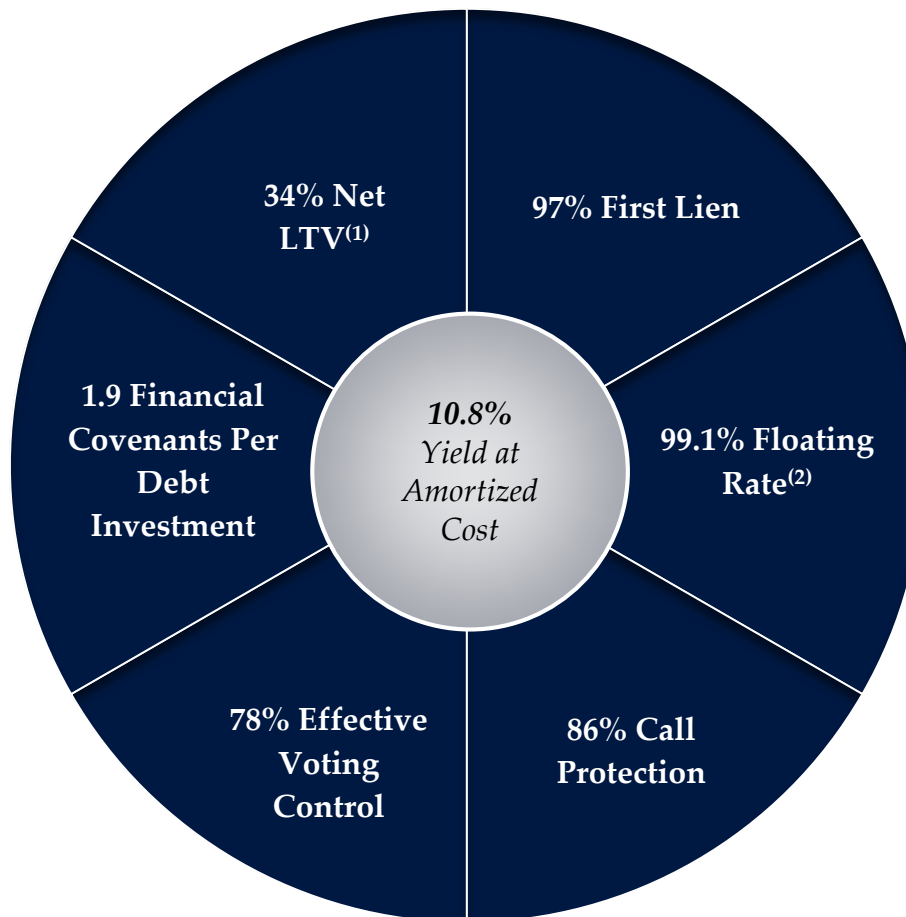 34% Net
LTV(1)
97% First Lien
1.9 Financial
Covenants Per
Debt
Investment
10.8%
Yield at
Amortized
Cost
99.1% Floating
Rate(2)
78% Effective
Voting
Control
86% Call
Protection